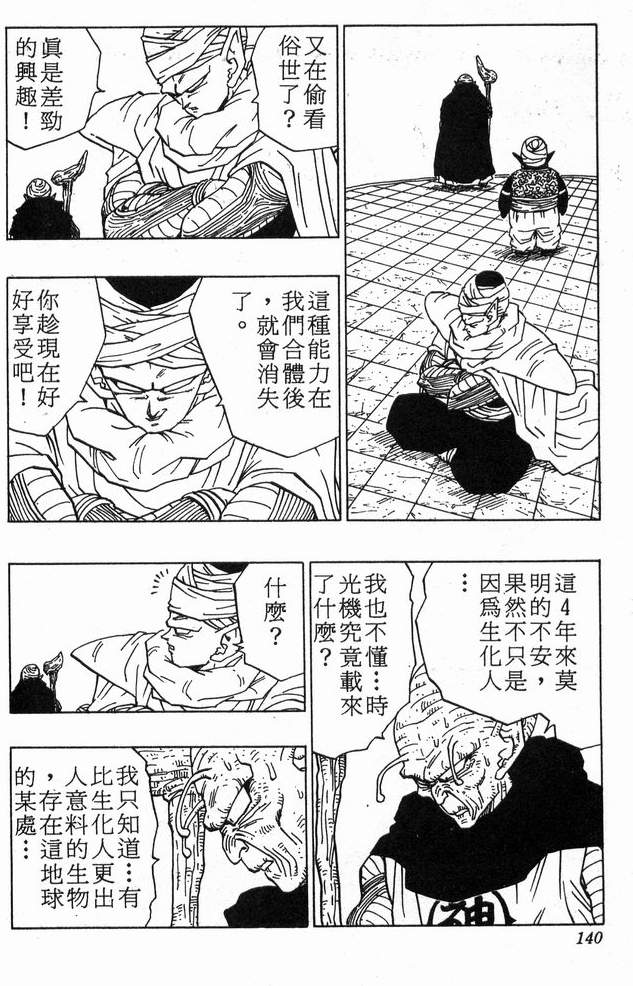 又在偷看
俗世了？
眞是差勁
的興趣！
這種能力在
我們合體後
，就會消失
了。
你趁現在好
好享受吧！
這4年來莫
明的不安，
果然不只是
因爲生化人
…
我也不懂…時
光機究竟載來
了什麼？
什麼？
我只知道…有
比生化人更出
人意料的生物
，存在這地球
的某處…
神
140